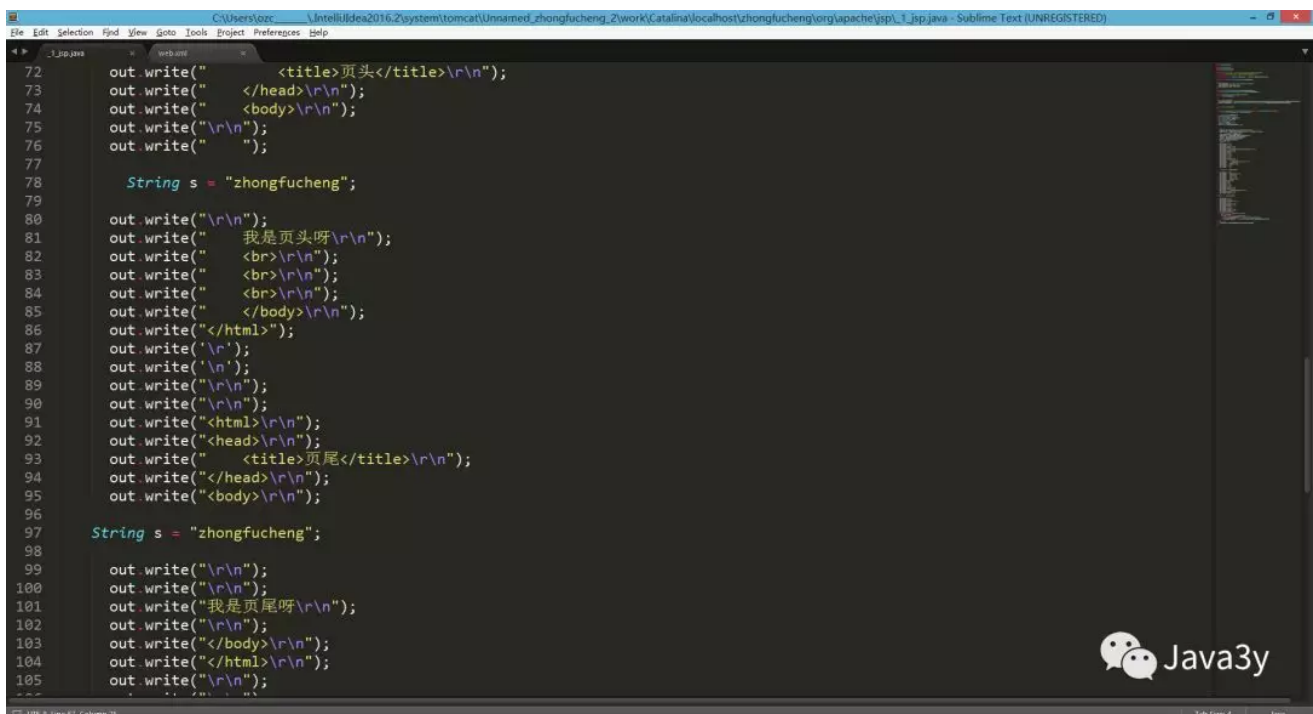 C:\Users\ozc______\.IntelliJIdea2016.2\system\tomcat\Unnamed_zhongfucheng_2\work\Catalina\localhost\zhongfucheng\org\apache\jsp\_1_jsp.java - Sublime Text (UNREGISTERED)
File Edit Selection Find View Goto Tools Project Preferences Help
_1_jsp.java × web.xml ×
72 out.write("        <title>页头</title>\r\n");
73 out.write("    </head>\r\n");
74 out.write("    <body>\r\n");
75 out.write("\r\n");
76 out.write("    ");
77
78 String s = "zhongfucheng";
79
80 out.write("\r\n");
81 out.write("    我是页头呀\r\n");
82 out.write("    <br>\r\n");
83 out.write("    <br>\r\n");
84 out.write("    <br>\r\n");
85 out.write("    </body>\r\n");
86 out.write("</html>");
87 out.write('\r');
88 out.write('\n');
89 out.write("\r\n");
90 out.write("\r\n");
91 out.write("<html>\r\n");
92 out.write("<head>\r\n");
93 out.write("    <title>页尾</title>\r\n");
94 out.write("</head>\r\n");
95 out.write("<body>\r\n");
96
97 String s = "zhongfucheng";
98
99 out.write("\r\n");
100 out.write("\r\n");
101 out.write("我是页尾呀\r\n");
102 out.write("\r\n");
103 out.write("</body>\r\n");
104 out.write("</html>\r\n");
105 out.write("\r\n");
Java3y